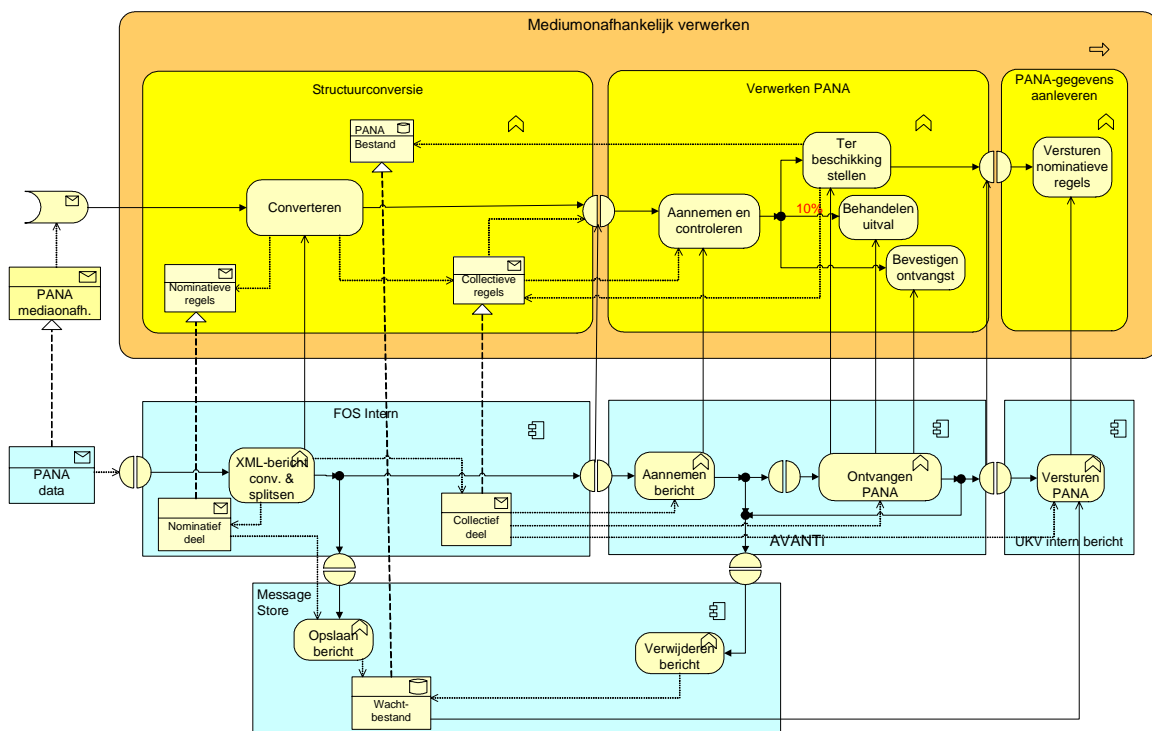 Mediumonafhankelijk verwerken
Structuurconversie
Verwerken PANA
PANA-gegevens
aanleveren
PANA
Bestand
Ter
beschikking
stellen
Versturen
nominatieve
regels
Converteren
Aannemen en
controleren
10%
Behandelen
uitval
Bevestigen
ontvangst
PANA
mediaonafh.
Nominatieve
regels
Collectieve
regels
FOS Intern
PANA
data
XML-bericht
conv. &
splitsen
Aannemen
bericht
Ontvangen
PANA
Versturen
PANA
Nominatief
deel
Collectief
deel
AVANTi
UKV intern bericht
Message
Store
Opslaan
bericht
Verwijderen
bericht
Wacht-
bestand